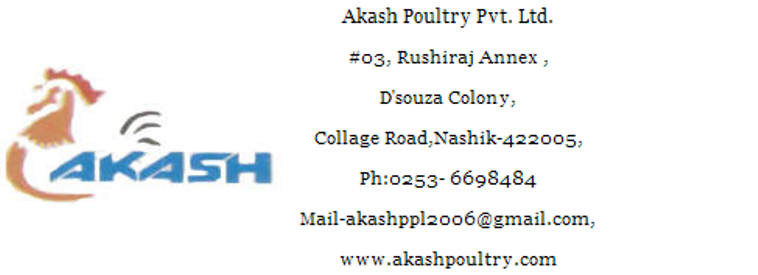 AKASH
Akash Poultry Pvt. Ltd.
#03, Rushiraj Annex ,
D'souza Colony,
Collage Road,Nashik-422005,
Ph:0253- 6698484
Mail-akashppl2006@gmail.com,
www.akashpoultry.com